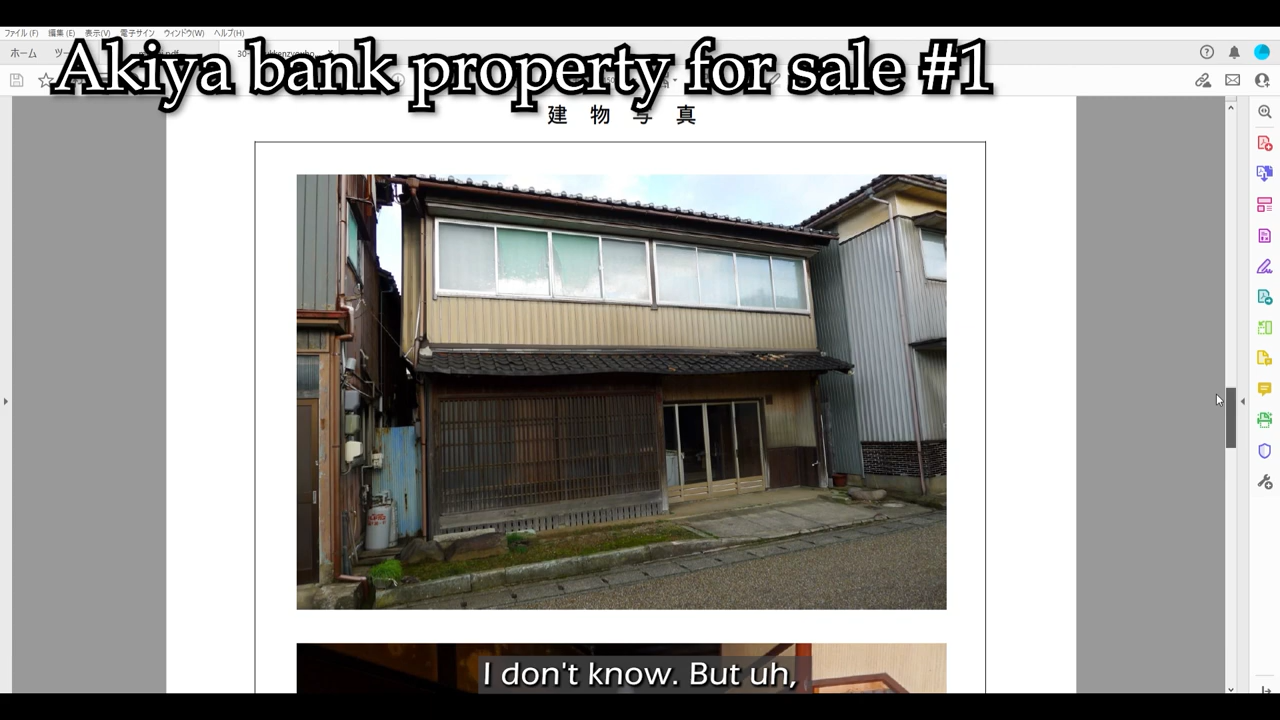 ファイル(F) 編集(E) 表示(V) 電子サイン ウィンドウ(W) ヘルプ(H)
ホーム
Akiya bank property for sale #1
建物写真
I don't know. But uh,